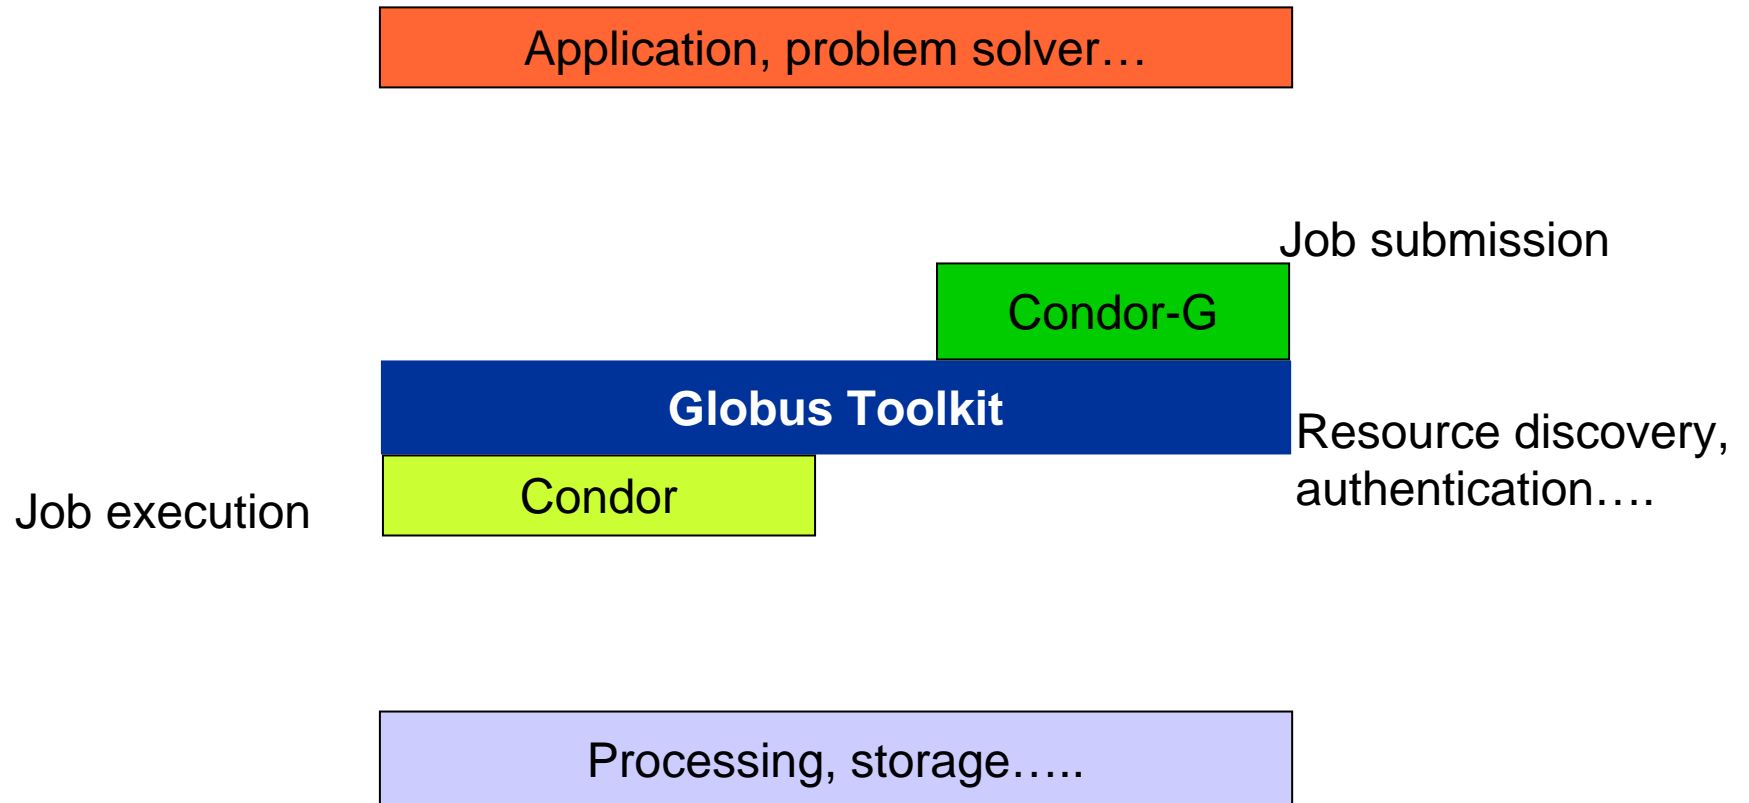 Application, problem solver…
Job submission
Condor-G
Globus Toolkit
Resource discovery,
authentication….
Condor
Job execution
Processing, storage…..